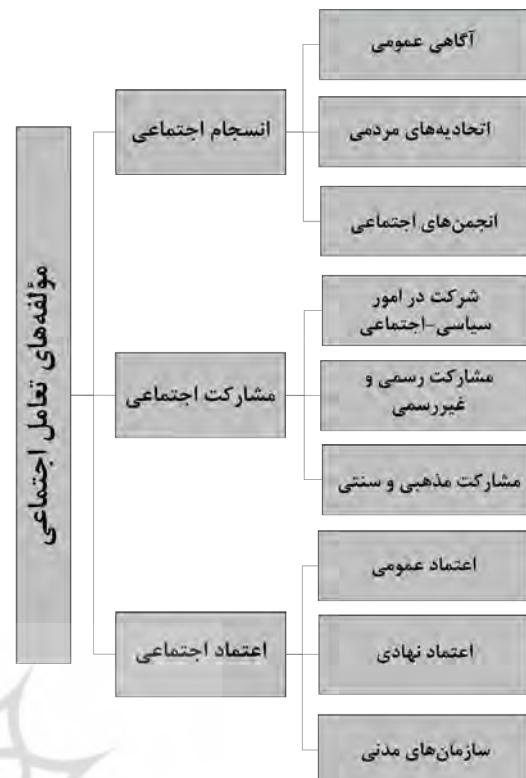 مؤلفه‌های تعامل اجتماعی
انسجام اجتماعی
آگاهی عمومی
اتحادیه‌های مردمی
انجمن‌های اجتماعی
مشارکت اجتماعی
شرکت در امور
سیاسی-اجتماعی
مشارکت رسمی و
غیررسمی
مشارکت مذهبی و سنتی
اعتماد اجتماعی
اعتماد عمومی
اعتماد نهادی
سازمان‌های مدنی